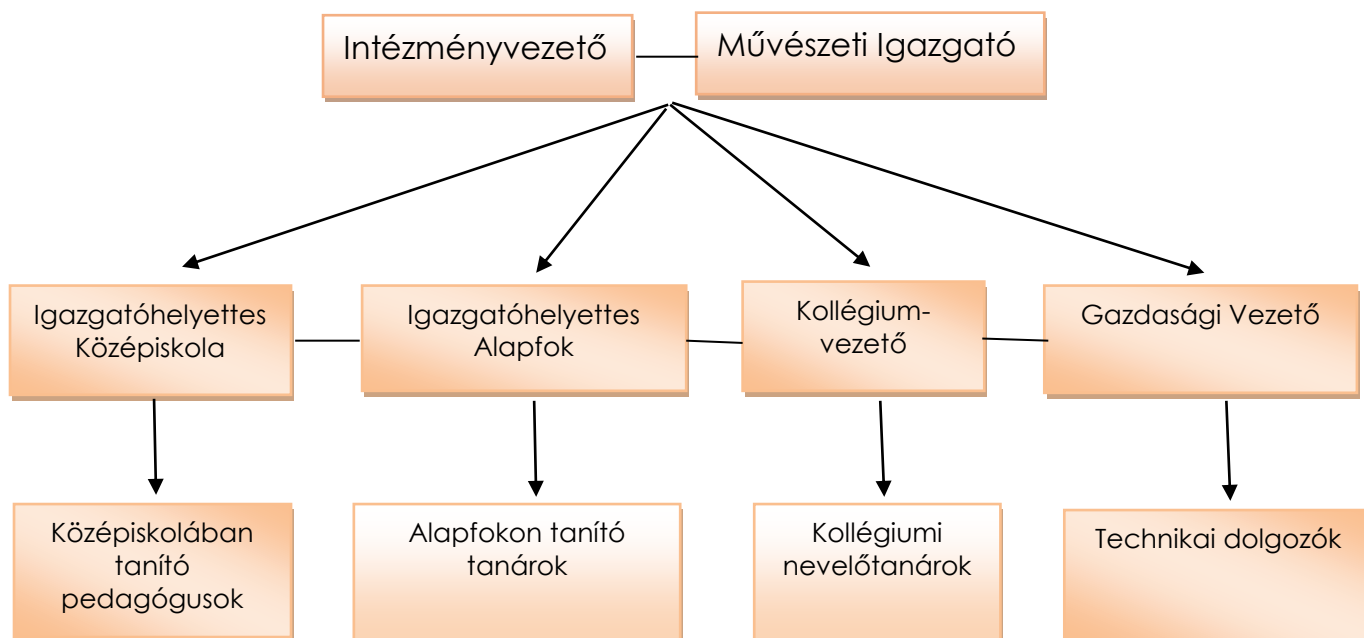 Intézményvezető
Művészeti Igazgató
Igazgatóhelyettes
Középiskola
Igazgatóhelyettes
Alapfok
Kollégium-
vezető
Gazdasági Vezető
Középiskolában
tanító
pedagógusok
Alapfokon tanító
tanárok
Kollégiumi
nevelőtanárok
Technikai dolgozók